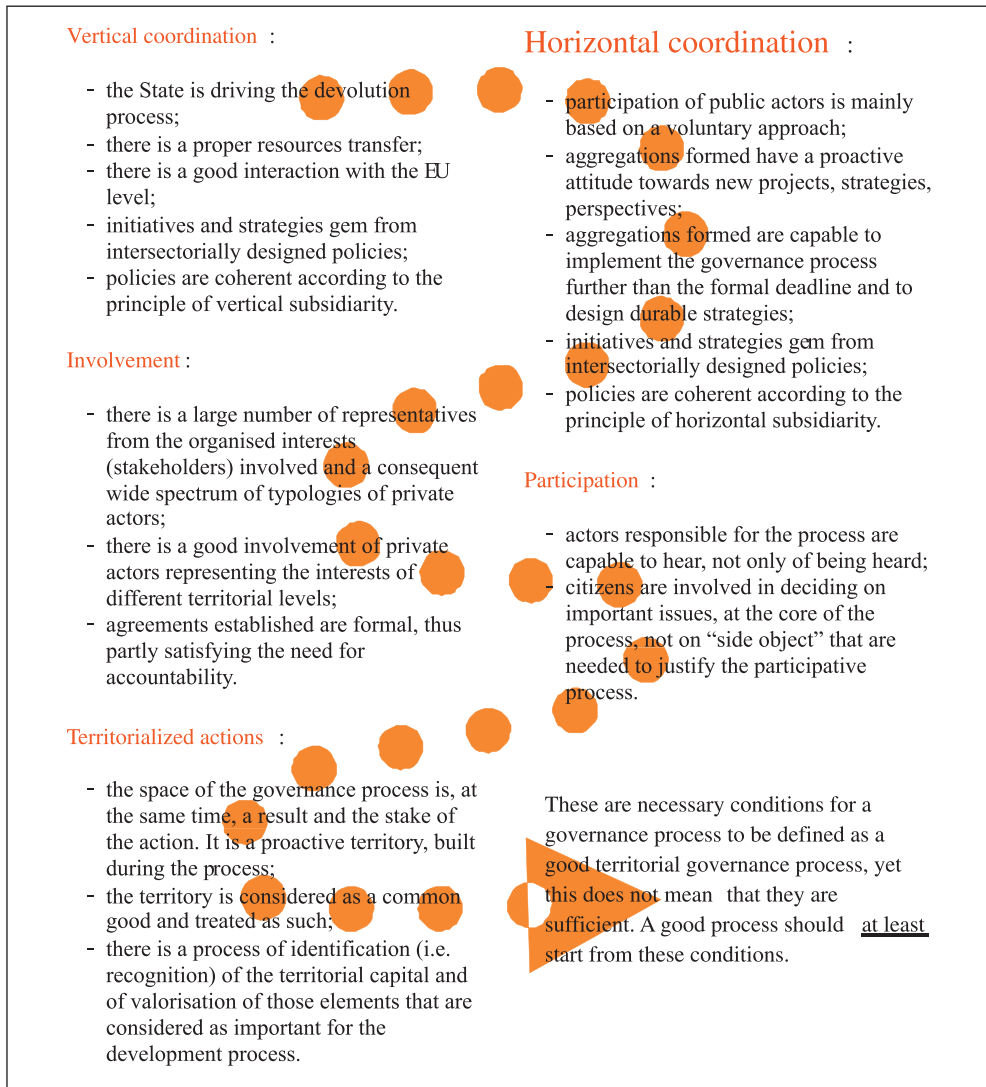 Vertical coordination :
- the State is driving the devolution
process;
- there is a proper resources transfer;
- there is a good interaction with the EU
level;
- initiatives and strategies gem from
intersectorially designed policies;
- policies are coherent according to the
principle of vertical subsidiarity.
Horizontal coordination :
- participation of public actors is mainly
based on a voluntary approach;
- aggregations formed have a proactive
attitude towards new projects, strategies,
perspectives;
- aggregations formed are capable to
implement the governance process
further than the formal deadline and to
design durable strategies;
- initiatives and strategies gem from
intersectorially designed policies;
- policies are coherent according to the
principle of horizontal subsidiarity.
Involvement :
- there is a large number of representatives
from the organised interests
(stakeholders) involved and a consequent
wide spectrum of typologies of private
actors;
- there is a good involvement of private
actors representing the interests of
different territorial levels;
- agreements established are formal, thus
partly satisfying the need for
accountability.
Participation :
- actors responsible for the process are
capable to hear, not only of being heard;
- citizens are involved in deciding on
important issues, at the core of the
process, not on “side object” that are
needed to justify the participative
process.
Territorialized actions :
- the space of the governance process is, at
the same time, a result and the stake of
the action. It is a proactive territory, built
during the process;
- the territory is considered as a common
good and treated as such;
- there is a process of identification (i.e.
recognition) of the territorial capital and
of valorisation of those elements that are
considered as important for the
development process.
These are necessary conditions for a
governance process to be defined as a
good territorial governance process, yet
this does not mean that they are
sufficient. A good process should at least
start from these conditions.